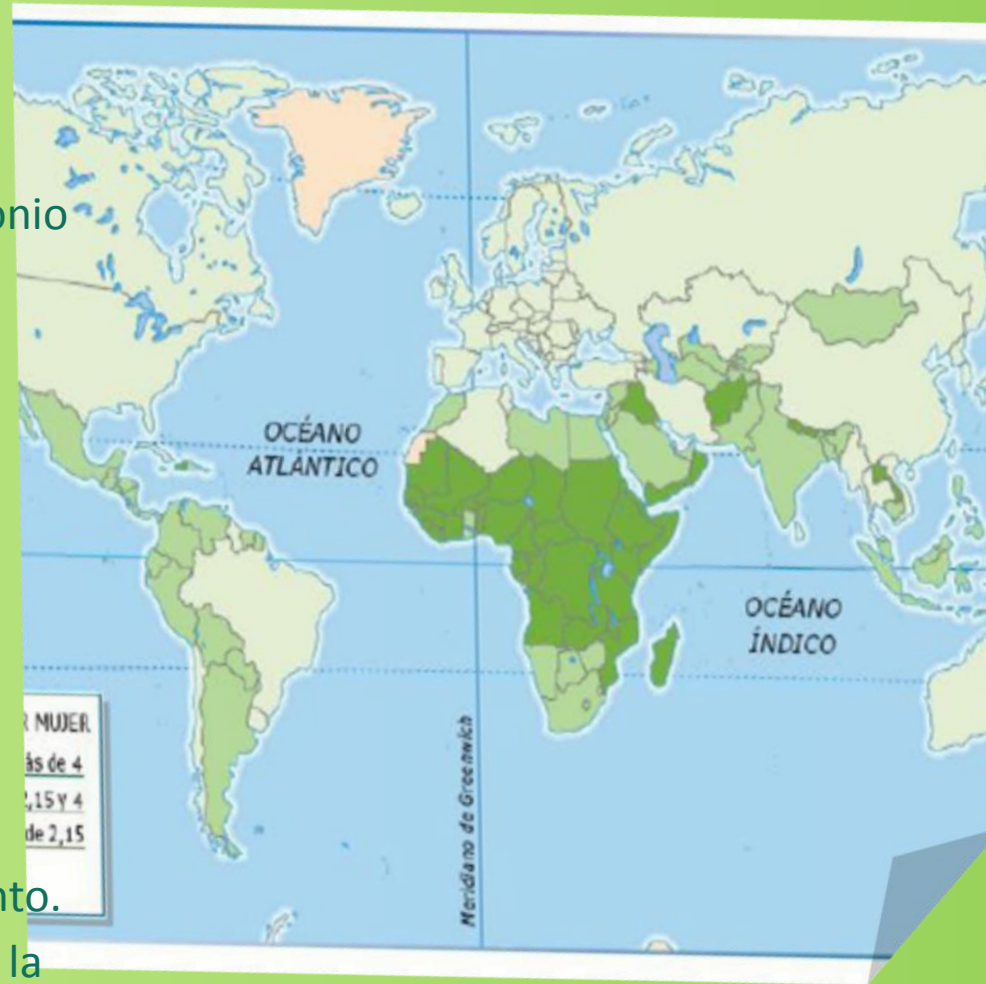 onio
OCÉANO
ATLÁNTICO
OCÉANO
ÍNDICO
Meridiano de Greenwich
R MUJER
ás de 4
2,15 y 4
de 2,15
nto.
la